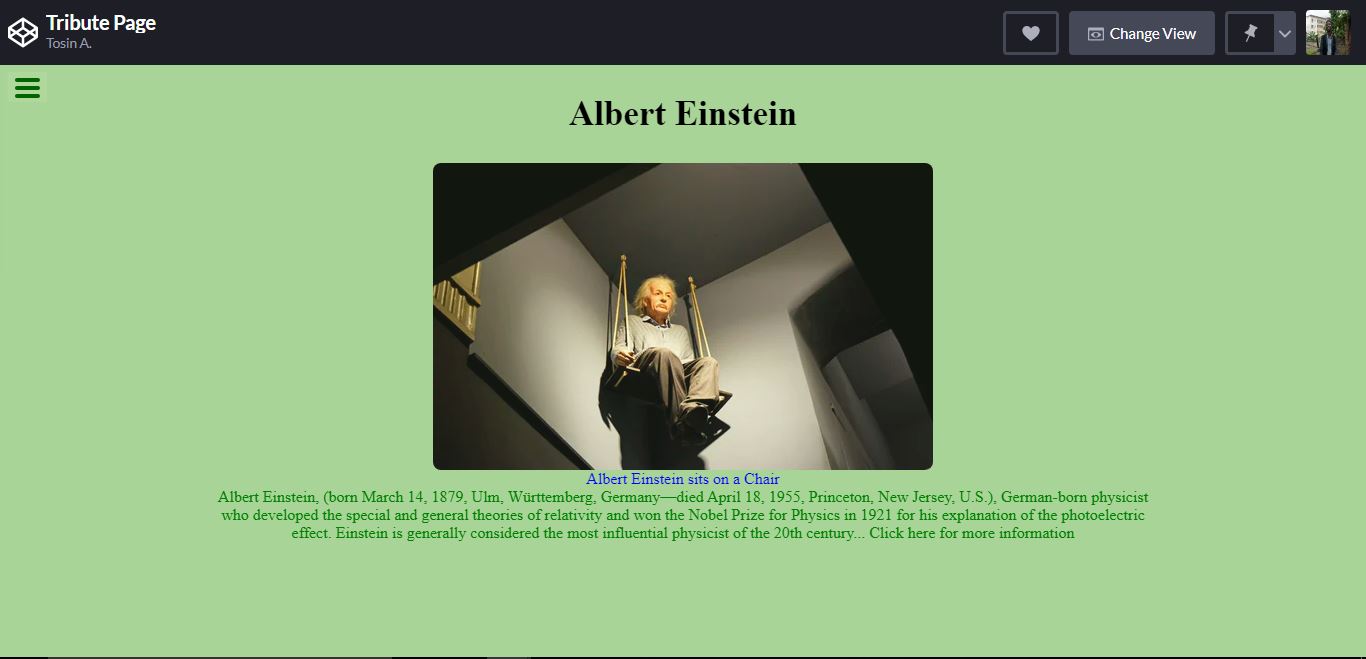 Tribute Page
Tosin A.
Change View
Albert Einstein
Albert Einstein sits on a Chair
Albert Einstein, (born March 14, 1879, Ulm, Württemberg, Germany—died April 18, 1955, Princeton, New Jersey, U.S.), German-born physicist
who developed the special and general theories of relativity and won the Nobel Prize for Physics in 1921 for his explanation of the photoelectric
effect. Einstein is generally considered the most influential physicist of the 20th century... Click here for more information